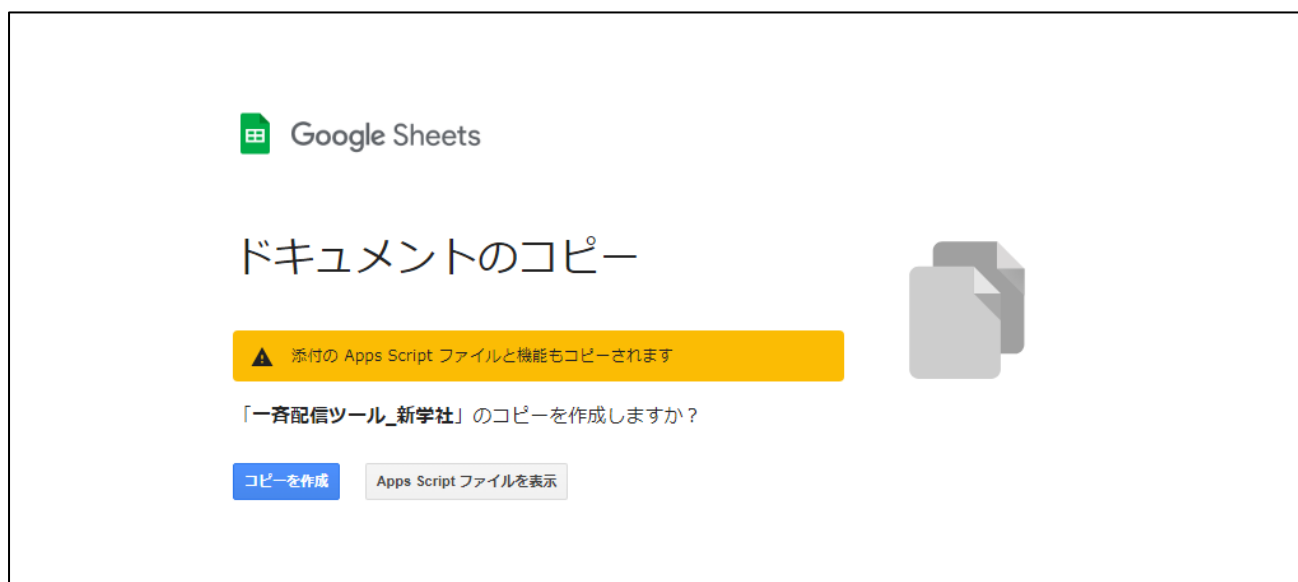 Google Sheets
ドキュメントのコピー
添付の Apps Script ファイルと機能もコピーされます
「一斉配信ツール_新学社」のコピーを作成しますか？
コピーを作成
Apps Script ファイルを表示